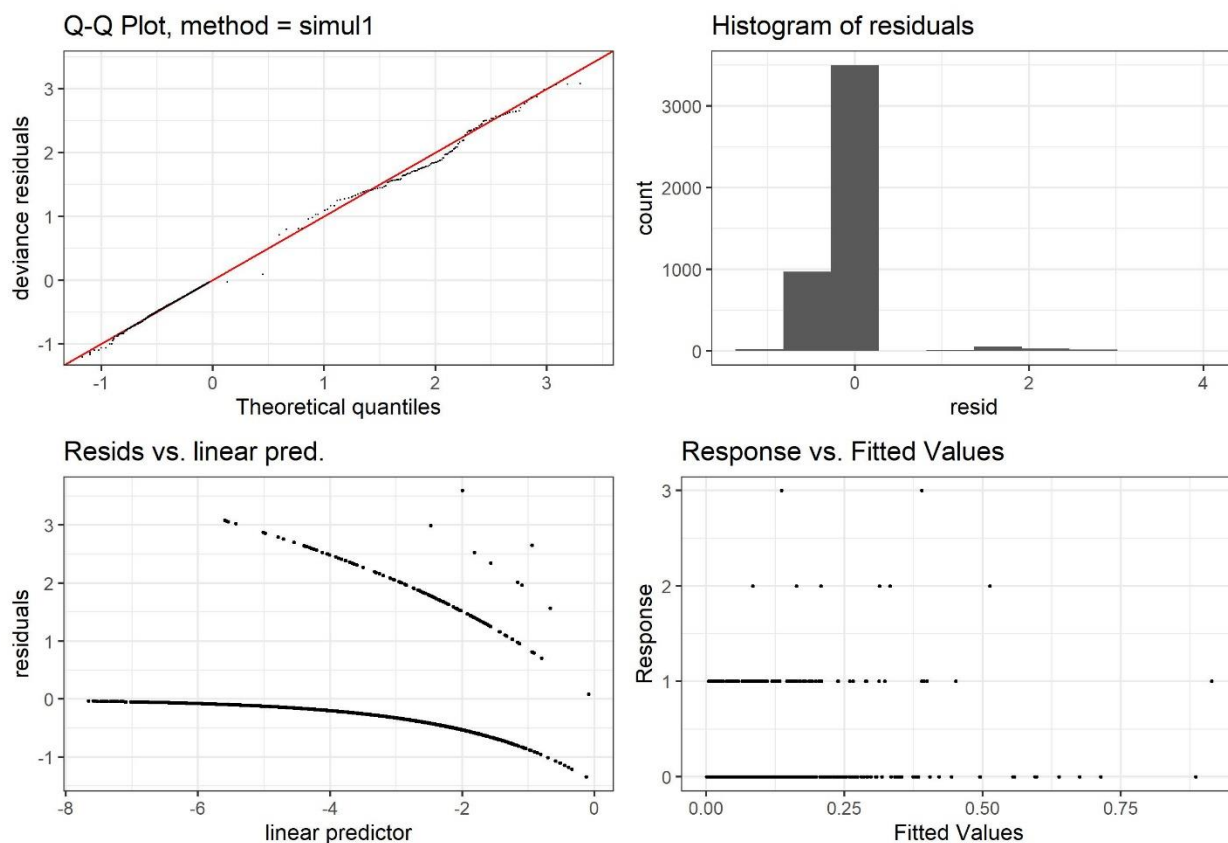 Q-Q Plot, method = simul1
deviance residuals
3
2
1
0
-1
-1
0
1
2
3
Theoretical quantiles
Histogram of residuals
count
3000
2000
1000
0
0
2
4
resid
Resids vs. linear pred.
residuals
3
2
1
0
-1
-8
-6
-4
-2
0
linear predictor
Response vs. Fitted Values
Response
3
2
1
0
0.00
0.25
0.50
0.75
Fitted Values